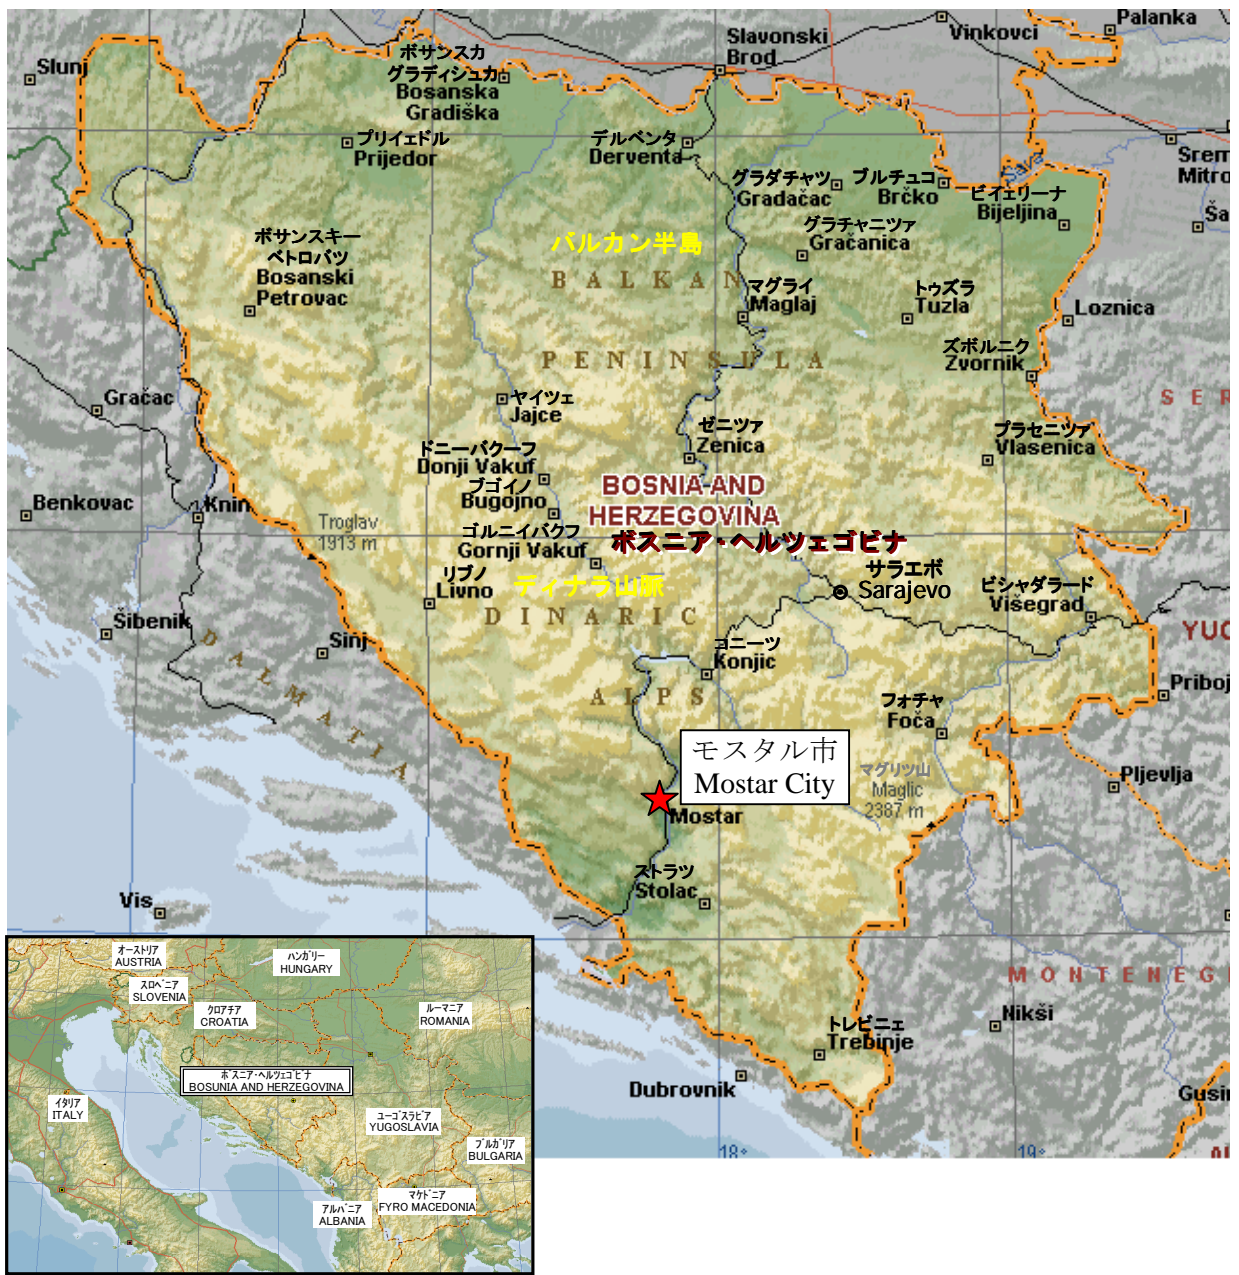 Palanka
Vinkovci
Slavonski
Brod
Slunj
ボサンスカ
グラディシュカ
Bosanska
Gradiška
プリイェドル
Prijedor
デルベンタ
Derventa
Sava
Srem
Mitro
グラダチャツ
Gradačac
ブルチュコ
Brčko
ビイェリーナ
Bijeljina
Ša
グラチャニツァ
Gračanica
ボサンスキー
ペトロバツ
Bosanski
Petrovac
バルカン半島
BALKAN
マグライ
Maglaj
トゥズラ
Tuzla
Loznica
PENINSULA
ズボルニク
Zvornik
SER
Gračac
ヤイツェ
Jajce
ゼニツァ
Zenica
プラセニツァ
Vlasenica
ドニーバクーフ
Donji Vakuf
ブゴイノ
Bugojno
BOSNIA AND
HERZEGOVINA
ボスニア・ヘルツェゴビナ
Benkovac
Knin
Troglav
1913 m
ゴルニイバクフ
Gornji Vakuf
リブノ
Livno
ディナラ山脈
DINARIC
サラエボ
Sarajevo
ビシャダラード
Višegrad
Šibenik
DALMATIA
Sinj
YUG
コニーツ
Konjic
ALPS
Priboj
フォチャ
Foča
モスタル市
Mostar City
マグリツ山
Maglic
2387 m
Pljevlja
Mostar
ストラツ
Stolac
Vis
MONTENEG
Nikši
トレビニェ
Trebinje
Dubrovnik
Gusi
18°
19°
Al
オーストリア
AUSTRIA
ハンガリー
HUNGARY
スロベニア
SLOVENIA
クロアチア
CROATIA
ルーマニア
ROMANIA
ボスニア・ヘルツェゴビナ
BOSUNIA AND HERZEGOVINA
イタリア
ITALY
ユーゴスラビア
YUGOSLAVIA
ブルガリア
BULGARIA
マケドニア
FYRO MACEDONIA
アルバニア
ALBANIA